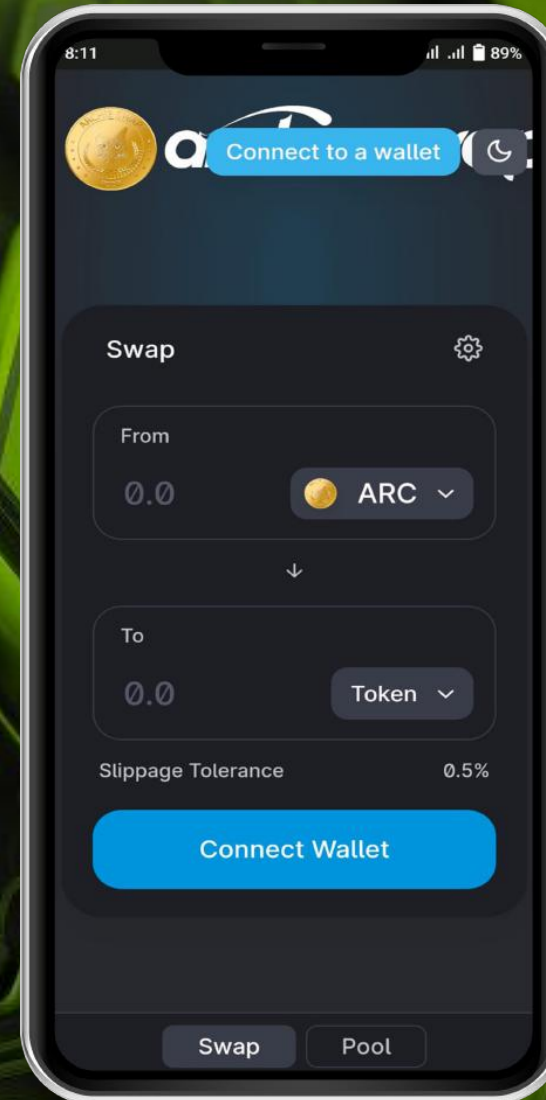 8:11
89%
Connect to a wallet
Swap
From
0.0
ARC
To
0.0
Token
Slippage Tolerance
0.5%
Connect Wallet
Swap
Pool